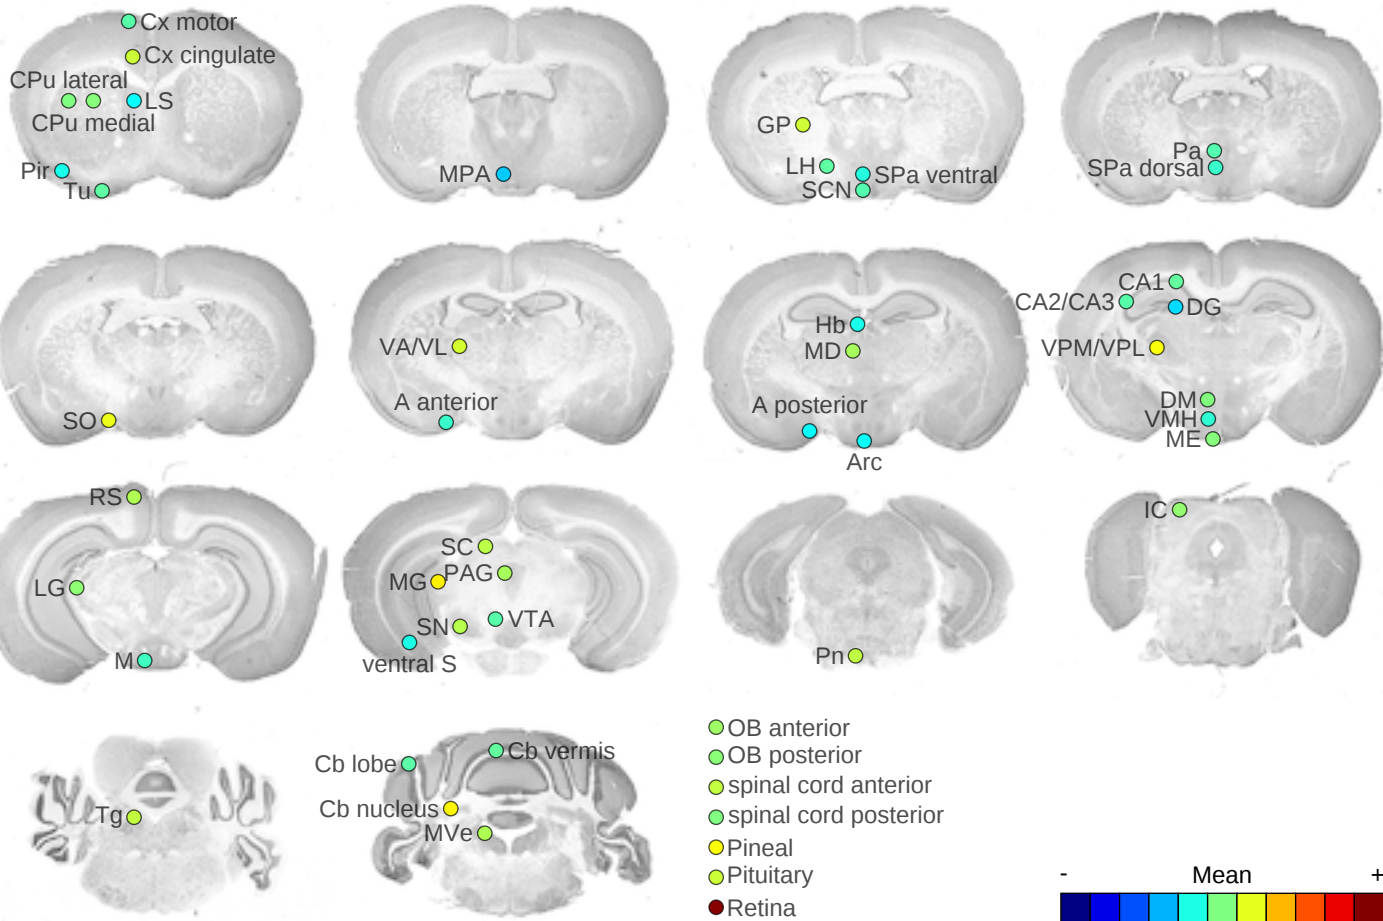 Cx motor
Cx cingulate
CPu lateral
LS
CPu medial
Pir
Tu
MPA
GP
LH
SPa ventral
SCN
Pa
SPa dorsal
SO
VA/VL
A anterior
Hb
MD
A posterior
Arc
CA1
CA2/CA3
DG
VPM/VPL
DM
VMH
ME
RS
LG
M
SC
MG
PAG
SN
VTA
ventral S
Pn
IC
Tg
Cb lobe
Cb vermis
Cb nucleus
MVe
OB anterior
OB posterior
spinal cord anterior
spinal cord posterior
Pineal
Pituitary
Retina
- Mean +